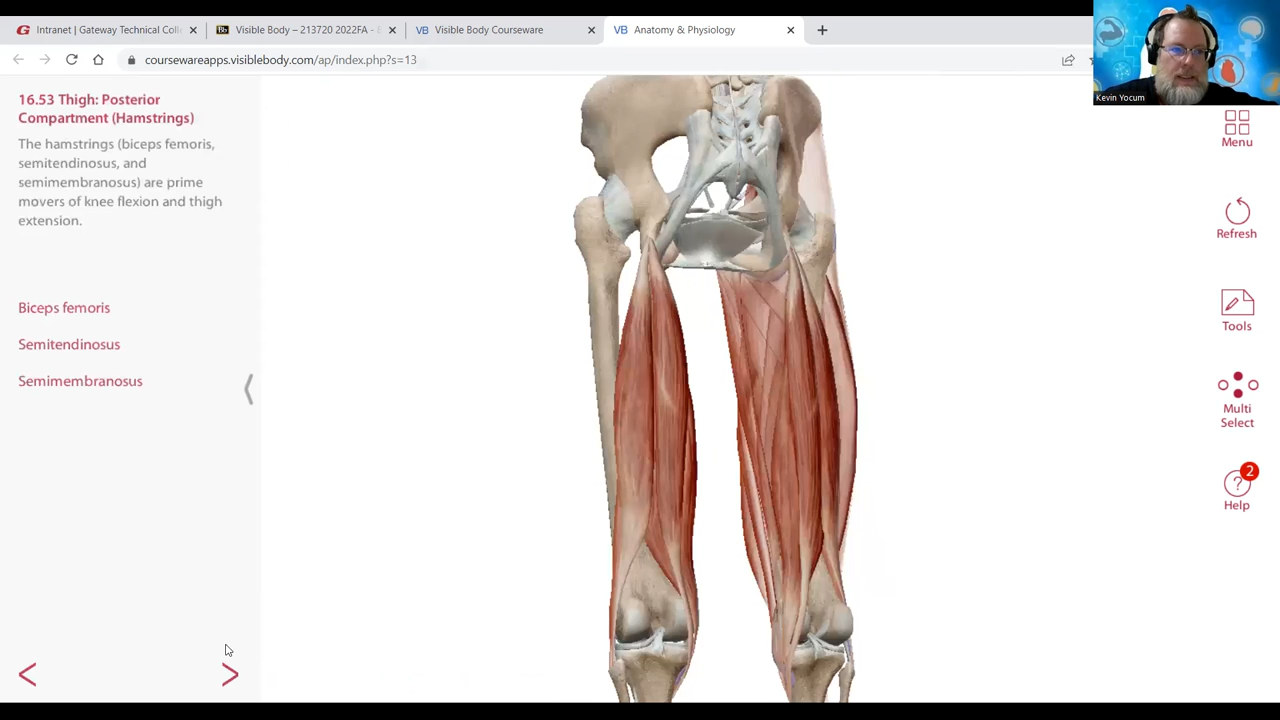 Intranet | Gateway Technical Coll
Visible Body – 213720 2022FA -
Visible Body Courseware
Anatomy & Physiology
coursewareapps.visiblebody.com/ap/index.php?s=13
Kevin Yocum
16.53 Thigh: Posterior
Compartment (Hamstrings)
The hamstrings (biceps femoris,
semitendinosus, and
semimembranosus) are prime
movers of knee flexion and thigh
extension.
Biceps femoris
Semitendinosus
Semimembranosus
Menu
Refresh
Tools
Multi
Select
2
Help